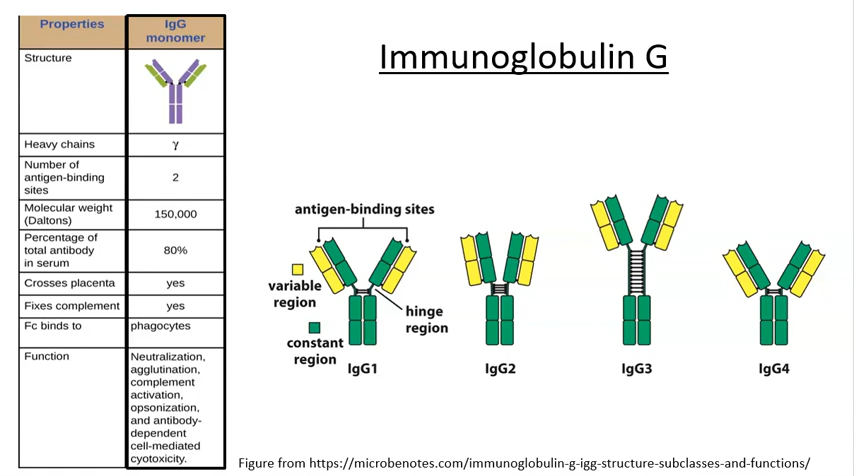 Immunoglobulin G
Properties
IgG
monomer
Structure
Heavy chains
γ
Number of
antigen-binding
sites
2
Molecular weight
(Daltons)
150,000
Percentage of
total antibody
in serum
80%
Crosses placenta
yes
Fixes complement
yes
Fc binds to
phagocytes
Function
Neutralization,
agglutination,
complement
activation,
opsonization,
and antibody-
dependent
cell-mediated
cyotoxicity.
antigen-binding sites
variable
region
constant
region
hinge
region
IgG1
IgG2
IgG3
IgG4
Figure from https://microbenotes.com/immunoglobulin-g-igg-structure-subclasses-and-functions/